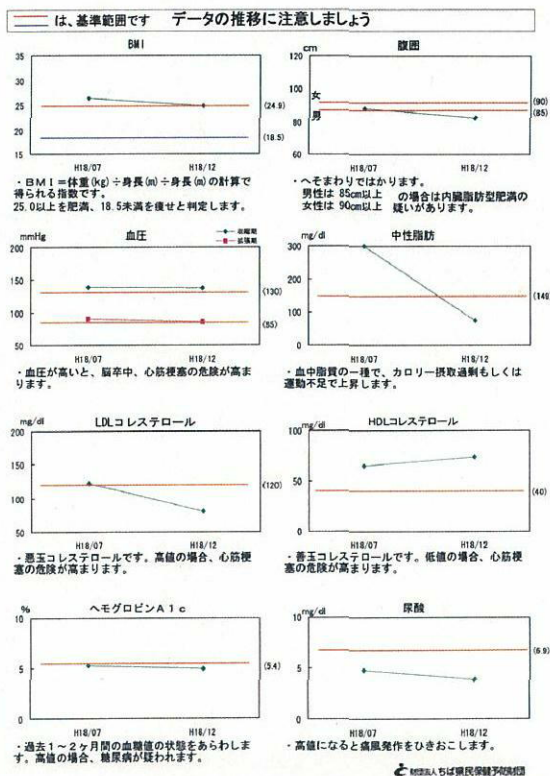 は、基準範囲です データの推移に注意しましょう
BMI
35
30
25
20
15
(24.9)
(18.5)
H18/07 H18/12
・BMI=体重(kg)÷身長(m)÷身長(m)の計算で
得られる指数です。
25.0以上を肥満、18.5未満を痩せと判定します。
腹囲
cm
120
100
80
60
女
男
(90)
(85)
H18/07 H18/12
・へそまわりではかります。
男性は 85cm以上
女性は 90cm以上
の場合は内臓脂肪型肥満の
疑いがあります。
血圧
mmHg
収縮期
拡張期
200
150
100
50
(130)
(85)
H18/07 H18/12
・血圧が高いと、脳卒中、心筋梗塞の危険が高ま
ります。
中性脂肪
mg/dl
300
200
100
0
(149)
H18/07 H18/12
・血中脂質の一種で、カロリー摂取過剰もしくは
運動不足で上昇します。
LDLコレステロール
mg/dl
200
150
100
50
(120)
H18/07 H18/12
・悪玉コレステロールです。高値の場合、心筋梗
塞の危険が高まります。
HDLコレステロール
mg/dl
100
50
0
(40)
H18/07 H18/12
・善玉コレステロールです。低値の場合、心筋梗塞
の危険が高まります。
ヘモグロビンA1c
%
10
5
0
(5.4)
H18/07 H18/12
・過去1~2ヶ月間の血糖値の状態をあらわしま
す。高値の場合、糖尿病が疑われます。
尿酸
mg/dl
10
5
0
(6.9)
H18/07 H18/12
・高値になると痛風発作をひきおこします。
財団法人ちば県民保健予防財団